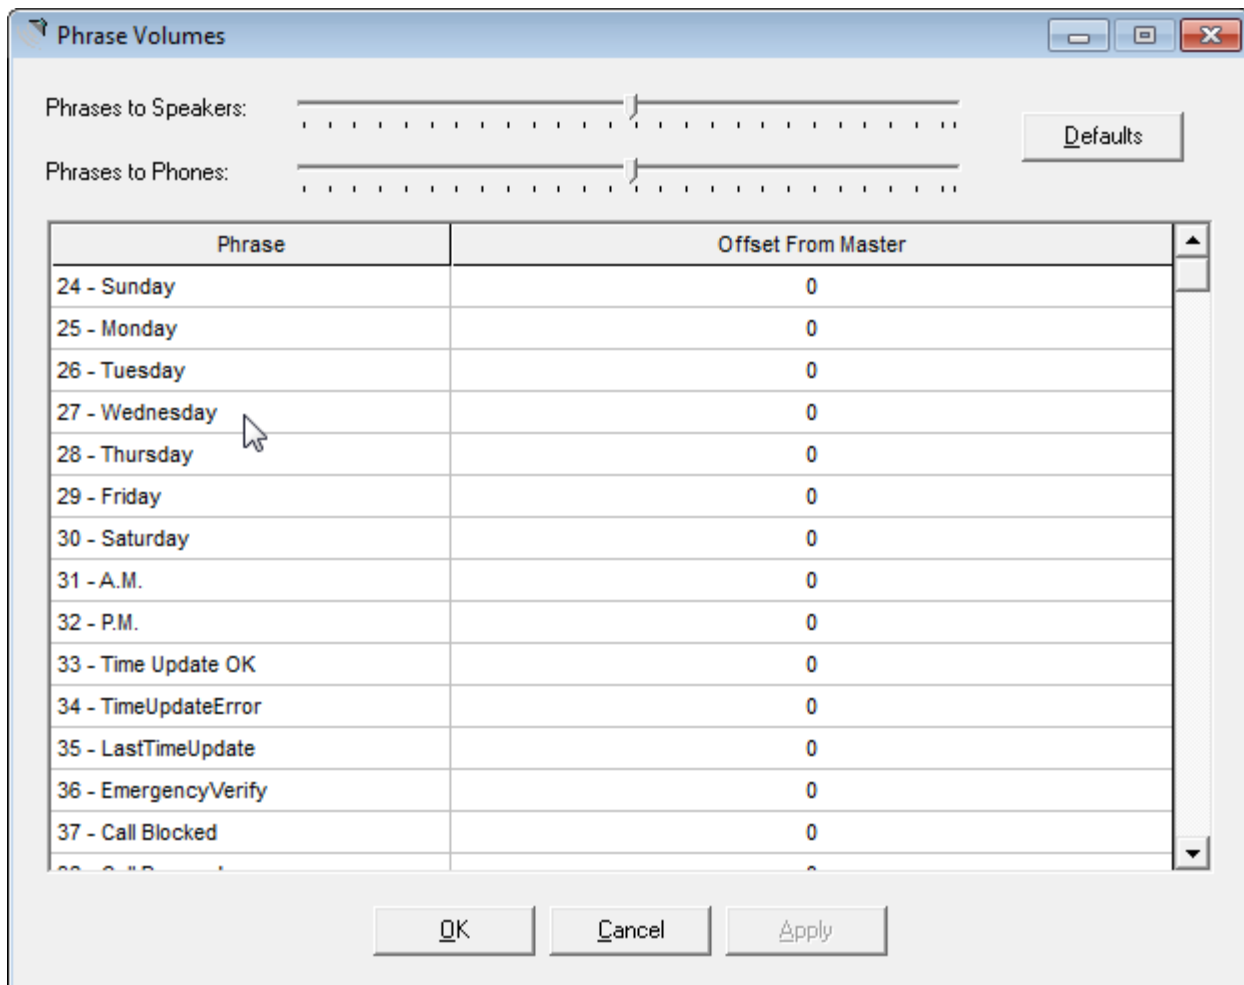 Phrase Volumes
Phrases to Speakers:
Defaults
Phrases to Phones:
Phrase Offset From Master
24 - Sunday 0
25 - Monday 0
26 - Tuesday 0
27 - Wednesday 0
28 - Thursday 0
29 - Friday 0
30 - Saturday 0
31 - A.M. 0
32 - P.M. 0
33 - Time Update OK 0
34 - TimeUpdateError 0
35 - LastTimeUpdate 0
36 - EmergencyVerify 0
37 - Call Blocked 0
OK Cancel Apply